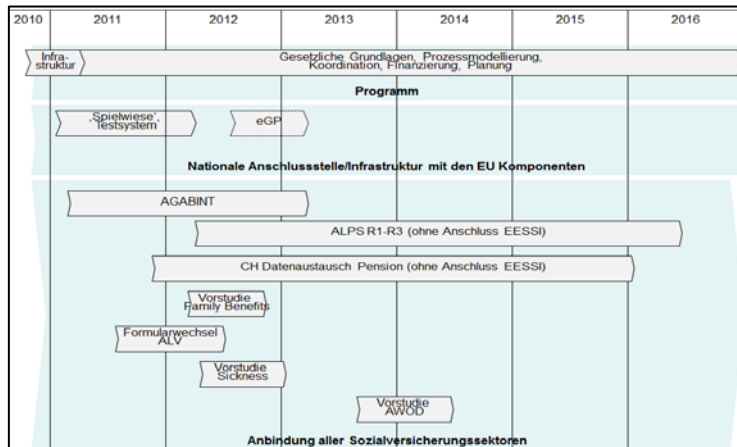 2010 2011 2012 2013 2014 2015 2016
Infra-
struktur
Gesetzliche Grundlagen, Prozessmodellierung,
Koordination, Finanzierung, Planung
Programm
‚Spielwiese‘,
Testsystem
eGP
Nationale Anschlussstelle/Infrastruktur mit den EU Komponenten
AGABINT
ALPS R1-R3 (ohne Anschluss EESSI)
CH Datenaustausch Pension (ohne Anschluss EESSI)
Vorstudie
Family Benefits
Formularwechsel
ALV
Vorstudie
Sickness
Vorstudie
AWOD
Anbindung aller Sozialversicherungssektoren